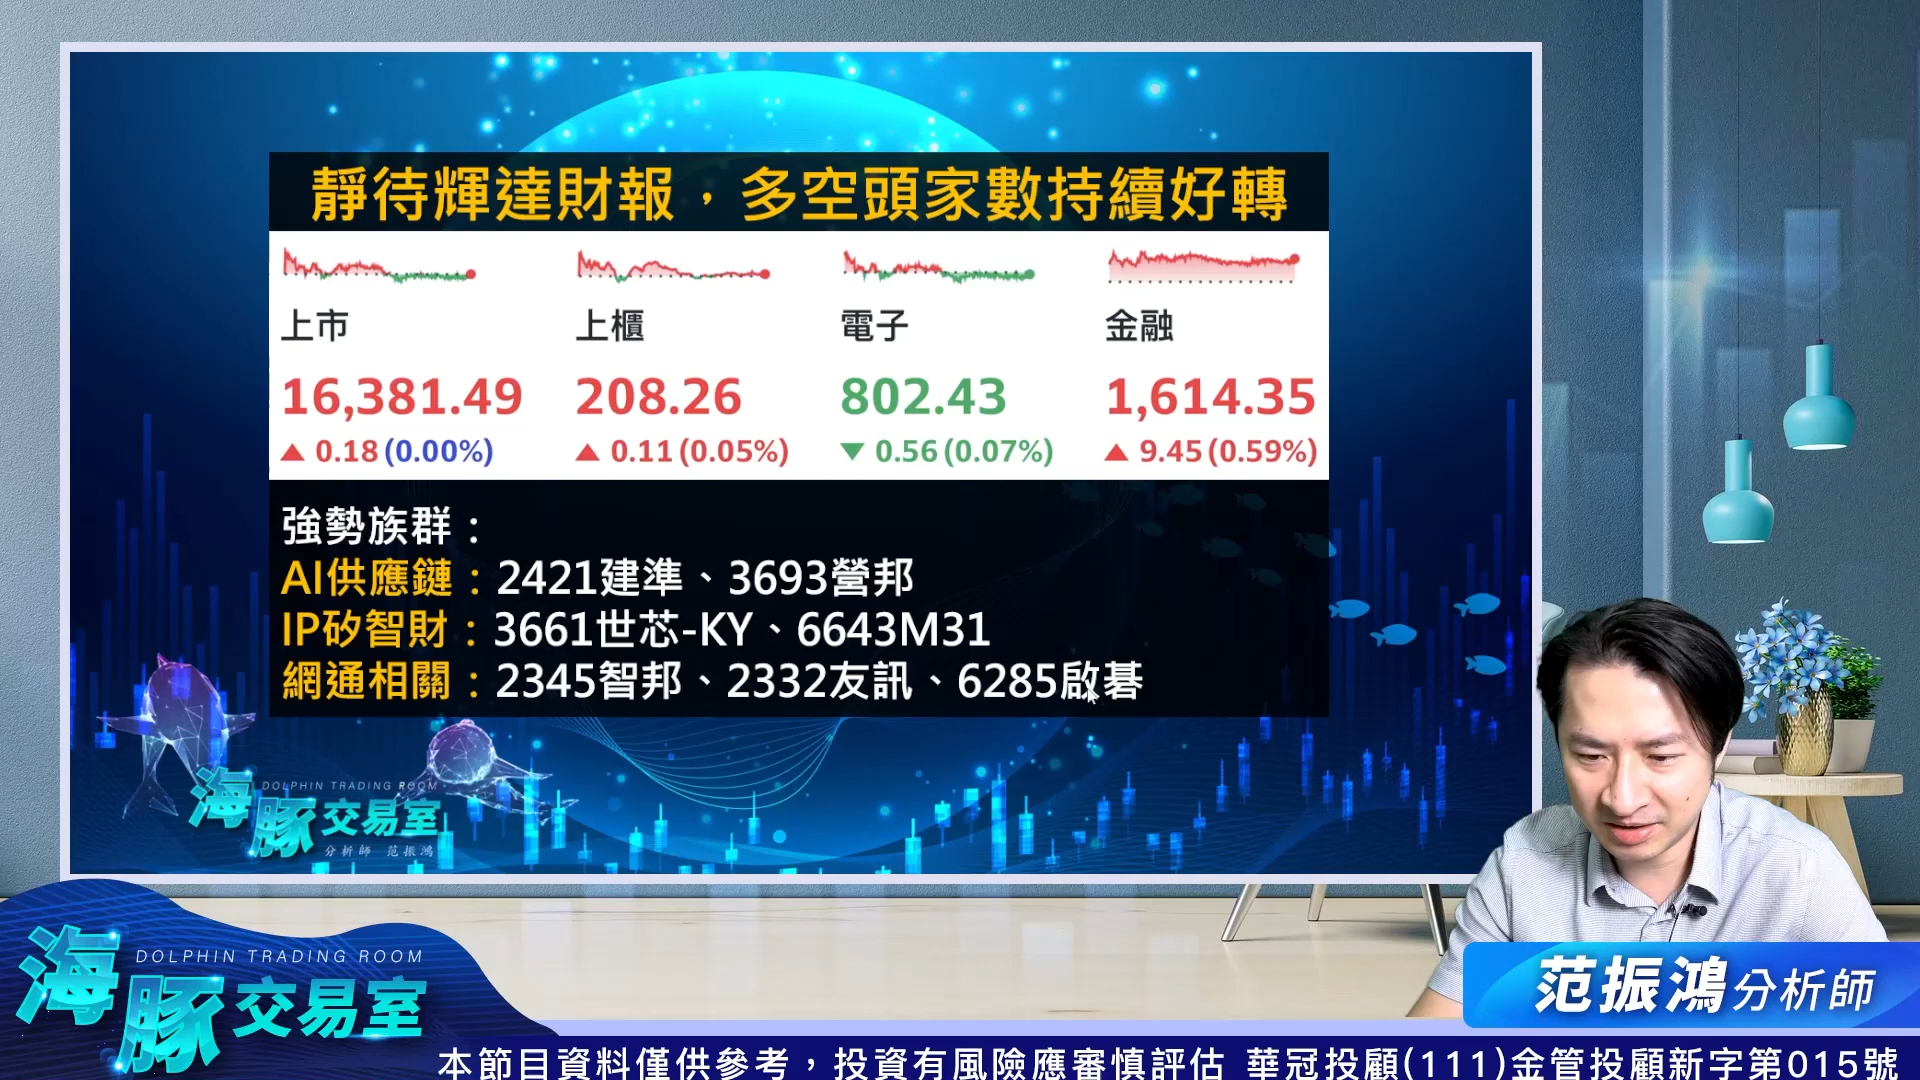 靜待輝達財報，多空頭家數持續好轉
上市 上櫃 電子 金融
16,381.49 208.26 802.43 1,614.35
▲ 0.18 (0.00%) ▲ 0.11 (0.05%) ▼ 0.56 (0.07%) ▲ 9.45 (0.59%)
強勢族群：
AI供應鏈：2421建準、3693營邦
IP矽智財：3661世芯-KY、6643M31
網通相關：2345智邦、2332友訊、6285啟碁
DOLPHIN TRADING ROOM
海豚交易室
分析師 范振鴻
DOLPHIN TRADING ROOM
海豚交易室
范振鴻分析師
本節目資料僅供參考，投資有風險應審慎評估 華冠投顧(111)金管投顧新字第015號